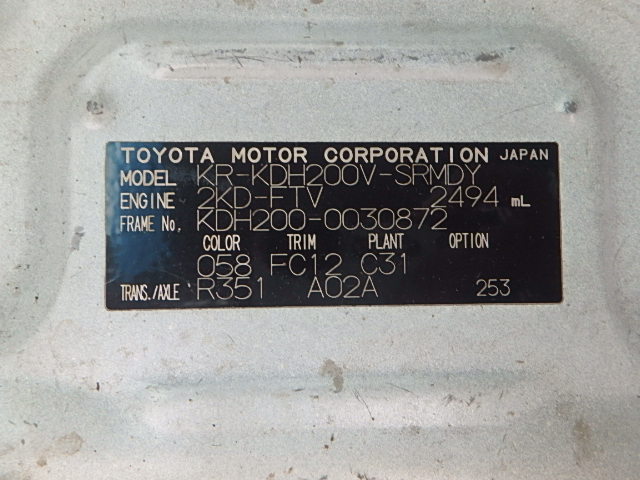 TOYOTA MOTOR CORPORATION JAPAN
MODEL KR-KDH200V-SRMDY
ENGINE 2KD-FTV 2494 mL
FRAME No. KDH200-0030872
COLOR TRIM PLANT OPTION
058 FC12 C31
TRANS./AXLE R351 A02A 253